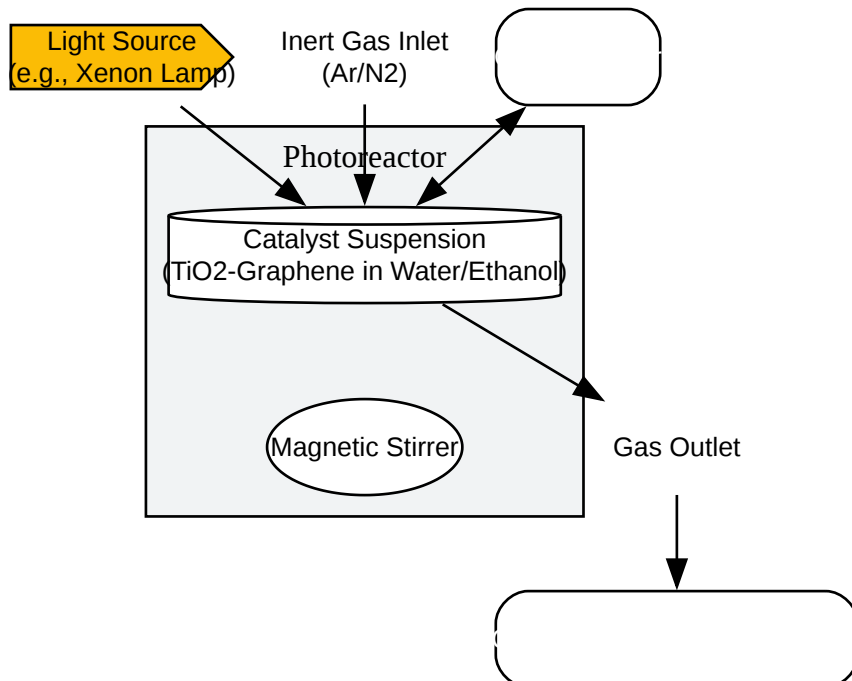 Light Source
(e.g., Xenon Lamp)
Inert Gas Inlet
(Ar/N2)
Photoreactor
Catalyst Suspension
(TiO2-Graphene in Water/Ethanol)
Magnetic Stirrer
Gas Outlet